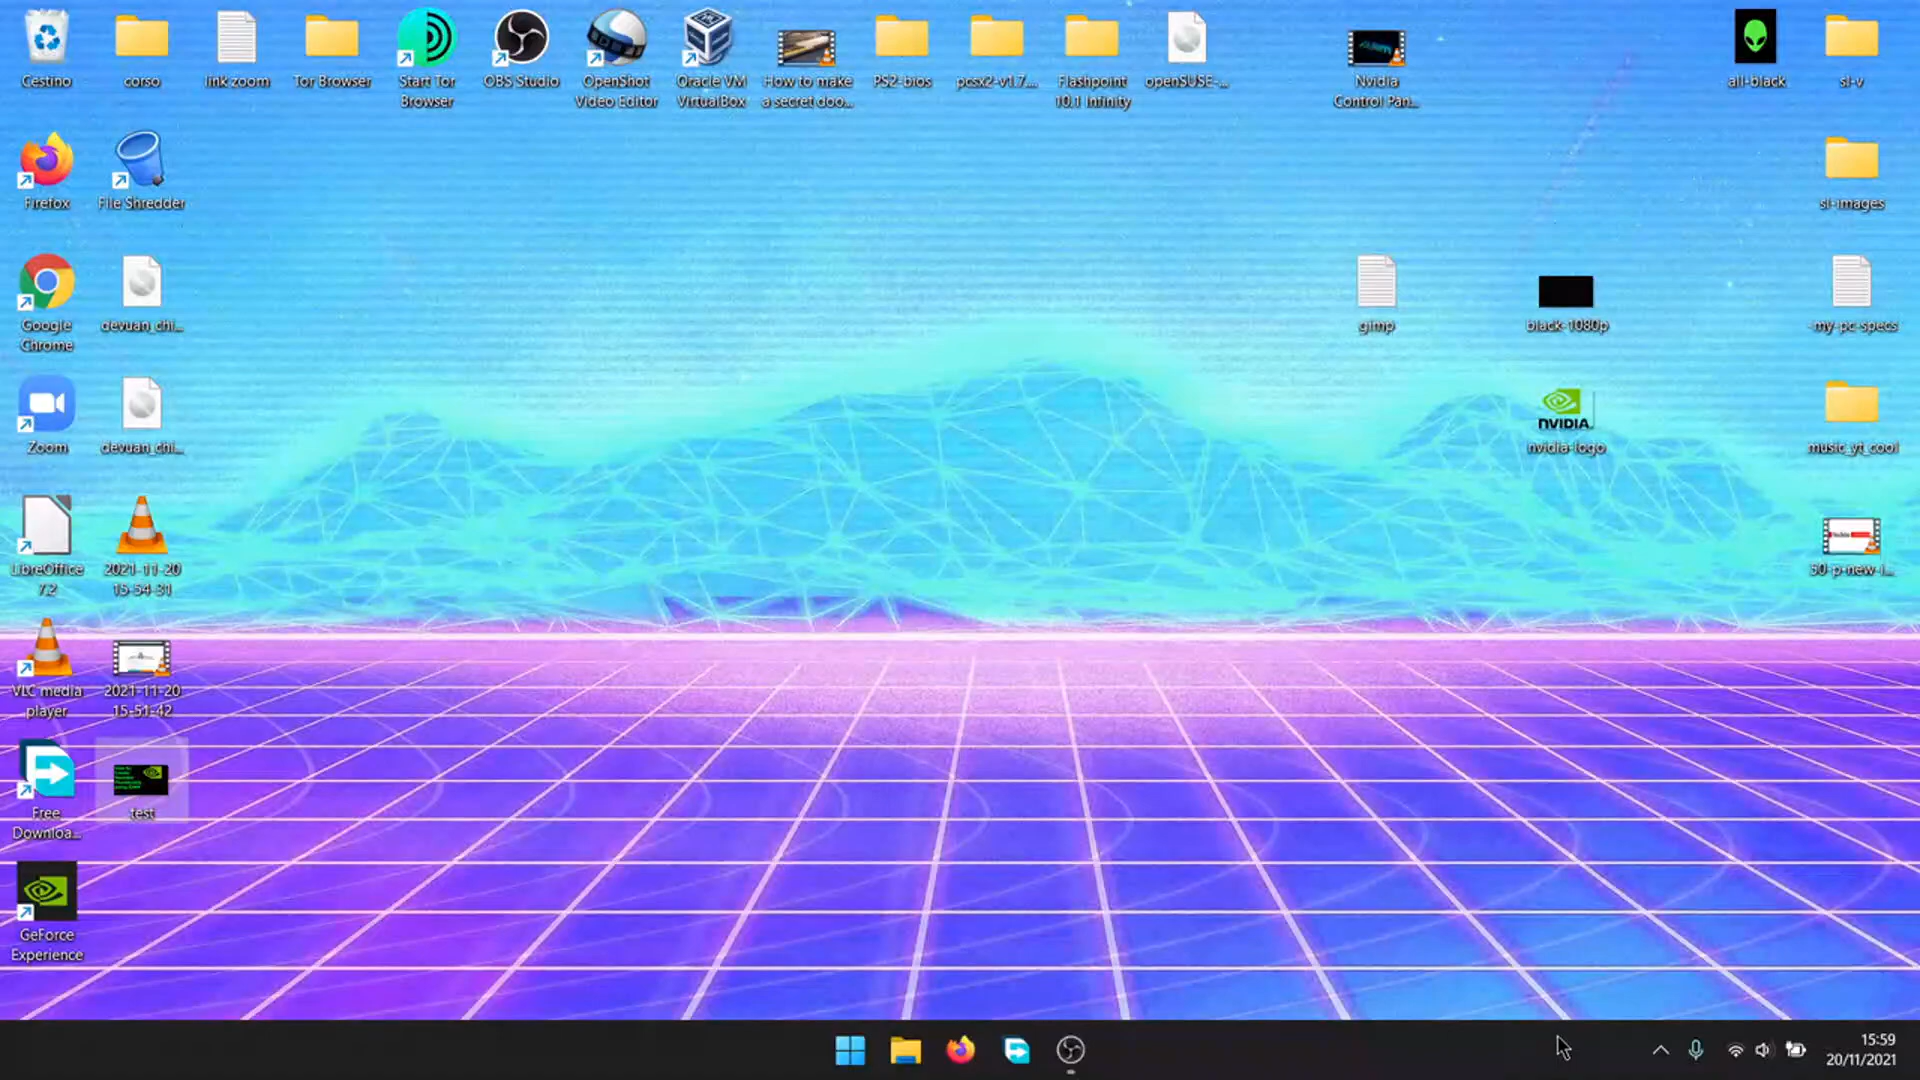 Cestino
corso
link zoom
Tor Browser
Start Tor
Browser
OBS Studio
OpenShot
Video Editor
Oracle VM
VirtualBox
How to make
a secret doo...
PS2-bios
pcsx2-v1.7....
Flashpoint
10.1 Infinity
openSUSE-...
Nvidia
Control Pan...
all-black
sl-v
Firefox
File Shredder
sl-images
Google
Chrome
devuan_chi...
gimp
black-1080p
my-pc-specs
Zoom
devuan_chi...
NVIDIA.
nvidia-logo
music_yt_cool
LibreOffice
7.2
2021-11-20
15-54-31
50-p-new-i...
VLC media
player
2021-11-20
15-51-42
Free
Downloa...
test
GeForce
Experience
15:59
20/11/2021